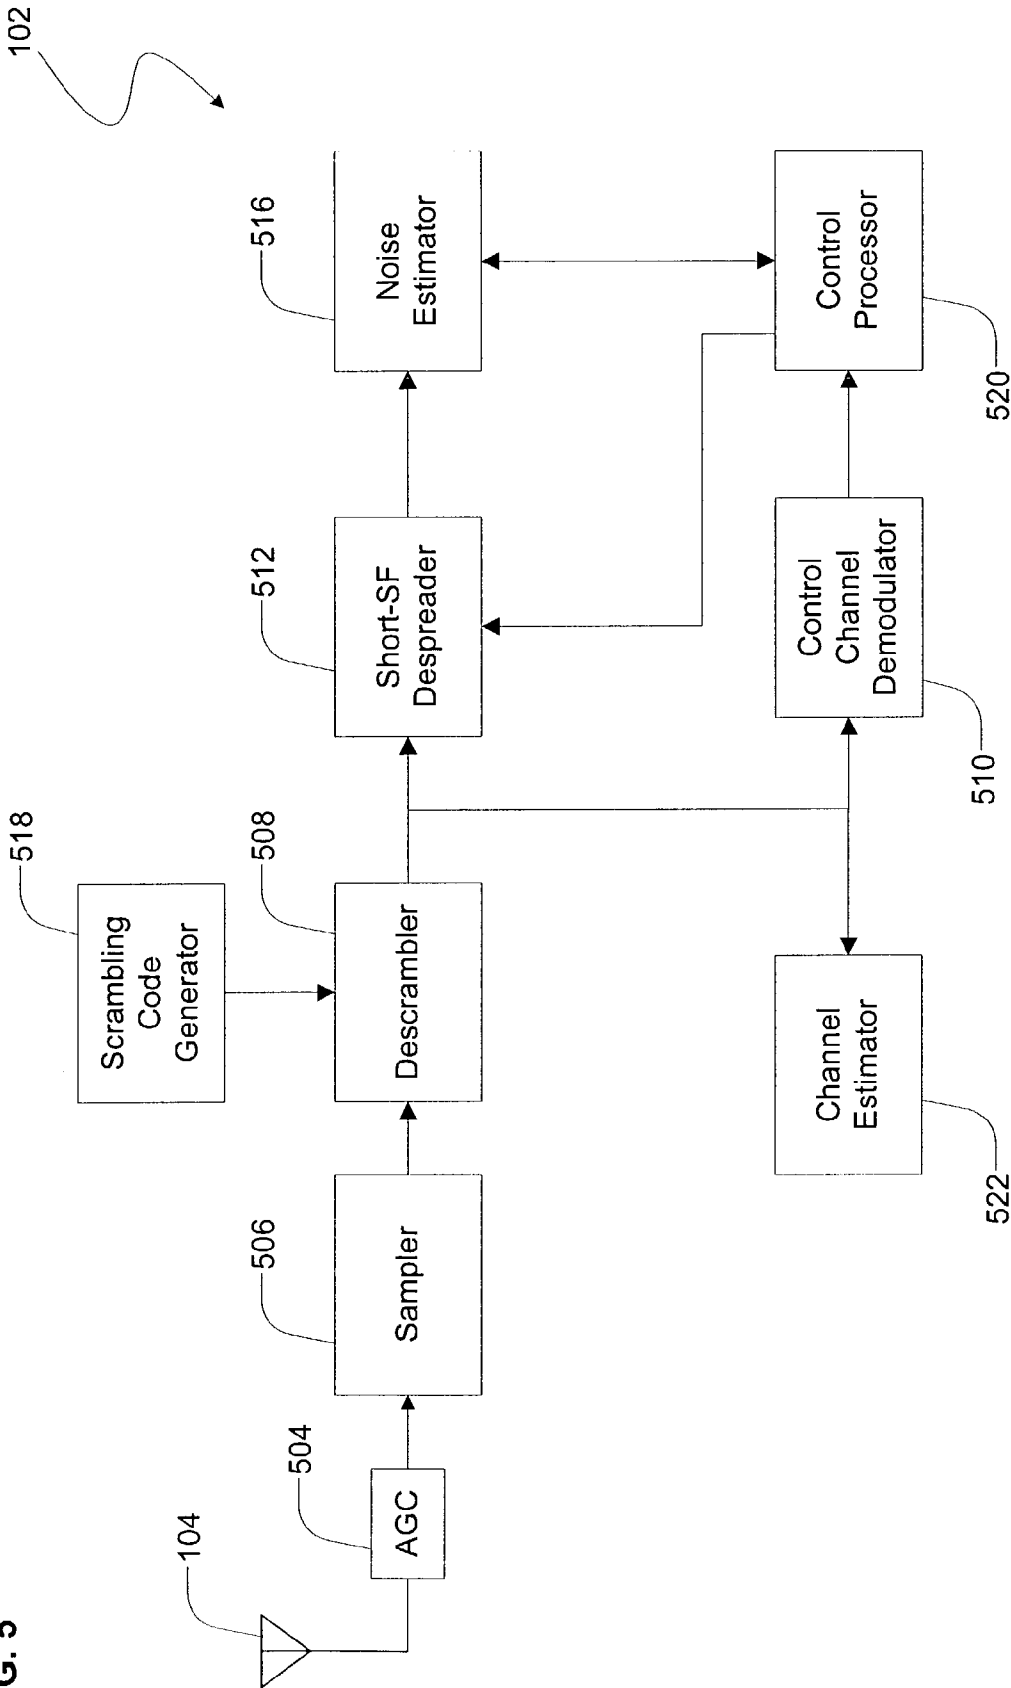 102
518
Scrambling
Code
Generator
104
504
AGC
506
Sampler
508
Descrambler
512
Short-SF
Despreader
516
Noise
Estimator
522
Channel
Estimator
510
Control
Channel
Demodulator
520
Control
Processor
G. 5